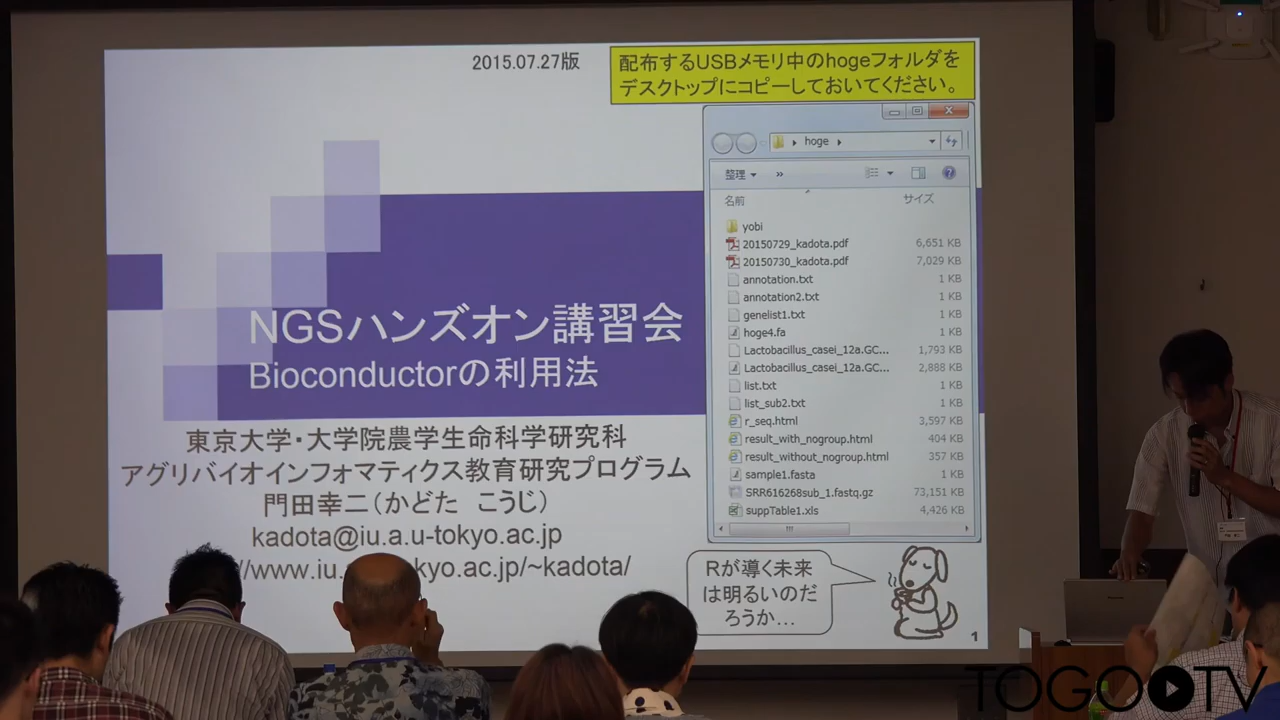 2015.07.27版
配布するUSBメモリ中のhogeフォルダを
デスクトップにコピーしておいてください。
hoge
整理
名前 サイズ
yobi
20150729_kadota.pdf 6,651 KB
20150730_kadota.pdf 7,029 KB
annotation.txt 1 KB
annotation2.txt 1 KB
genelist1.txt 1 KB
hoge4.fa 1 KB
Lactobacillus_casei_12a.GC... 1,793 KB
Lactobacillus_casei_12a.GC... 2,888 KB
list.txt 1 KB
list_sub2.txt 1 KB
r_seq.html 3,597 KB
result_with_nogroup.html 404 KB
result_without_nogroup.html 357 KB
sample1.fasta 1 KB
SRR616268sub_1.fastq.gz 73,151 KB
suppTable1.xls 4,426 KB
NGSハンズオン講習会
Bioconductorの利用法
東京大学・大学院農学生命科学研究科
アグリバイオインフォマティクス教育研究プログラム
門田幸二(かどた こうじ)
kadota@iu.a.u-tokyo.ac.jp
//www.iu. okyo.ac.jp/~kadota/
Rが導く未来
は明るいのだ
ろうか…
1
TOGO TV